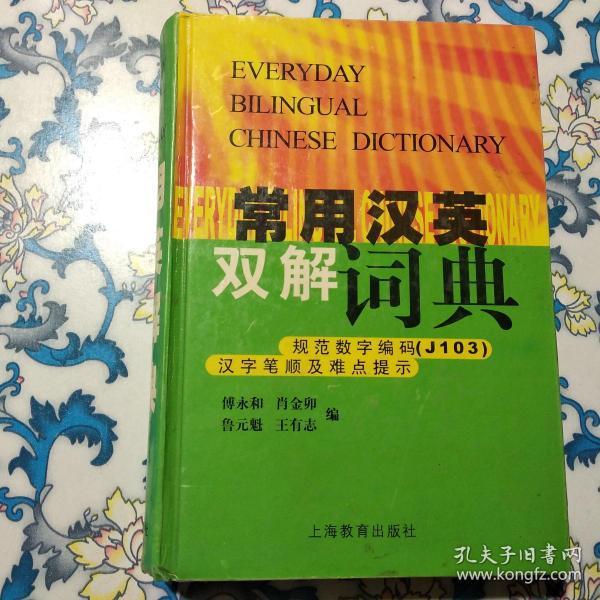 EVERYDAY
BILINGUAL
CHINESE DICTIONARY
常用汉英
双解词典
规范数字编码(J103)
汉字笔顺及难点提示
傅永和 肖金卯
鲁元魁 王有志 编
上海教育出版社
孔夫子旧書网
www.kongfz.com